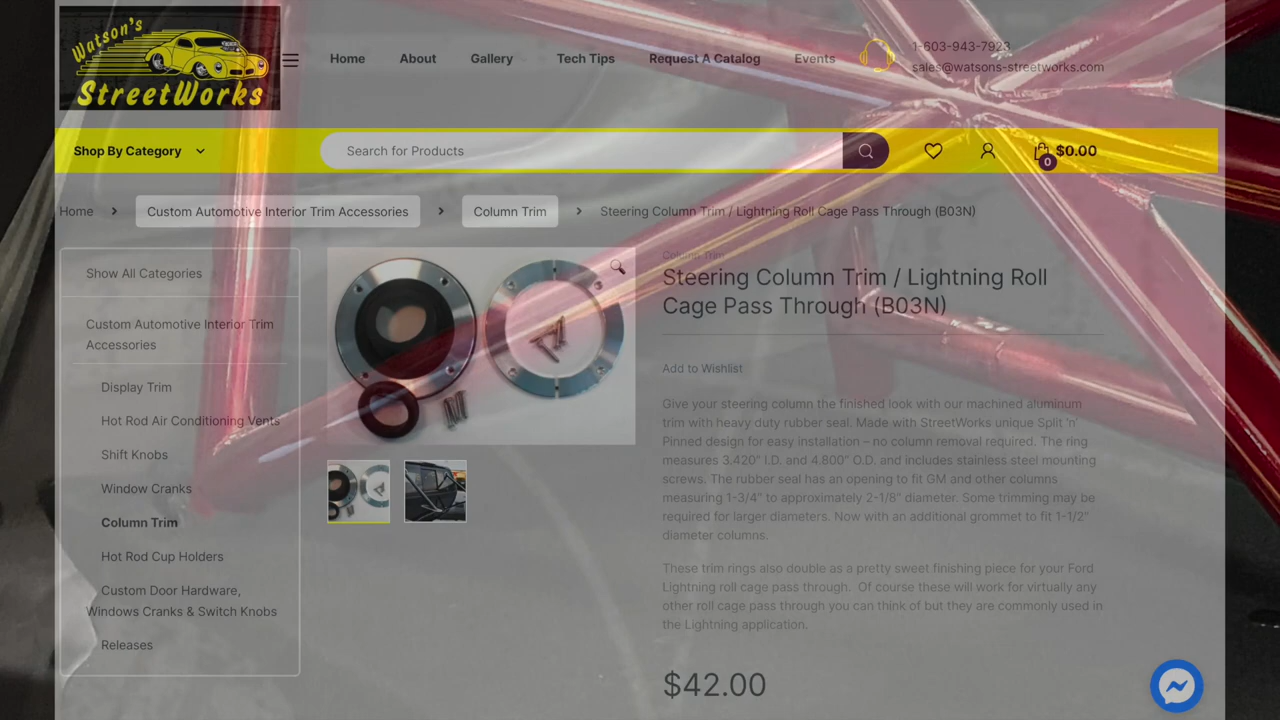 Watson's
StreetWorks
Home
About
Gallery
Tech Tips
Request A Catalog
Events
1-603-943-7923
sales@watsons-streetworks.com
Shop By Category
Search for Products
0
$0.00
Home
Custom Automotive Interior Trim Accessories
Column Trim
Steering Column Trim / Lightning Roll Cage Pass Through (B03N)
Show All Categories
Custom Automotive Interior Trim
Accessories
Display Trim
Hot Rod Air Conditioning Vents
Shift Knobs
Window Cranks
Column Trim
Hot Rod Cup Holders
Custom Door Hardware,
Windows Cranks & Switch Knobs
Releases
Column Trim
Steering Column Trim / Lightning Roll
Cage Pass Through (B03N)
Add to Wishlist
Give your steering column the finished look with our machined aluminum
trim with heavy duty rubber seal. Made with StreetWorks unique Split 'n'
Pinned design for easy installation – no column removal required. The ring
measures 3.420" I.D. and 4.800" O.D. and includes stainless steel mounting
screws. The rubber seal has an opening to fit GM and other columns
measuring 1-3/4" to approximately 2-1/8" diameter. Some trimming may be
required for larger diameters. Now with an additional grommet to fit 1-1/2"
diameter columns.
These trim rings also double as a pretty sweet finishing piece for your Ford
Lightning roll cage pass through.  Of course these will work for virtually any
other roll cage pass through you can think of but they are commonly used in
the Lightning application.
$42.00